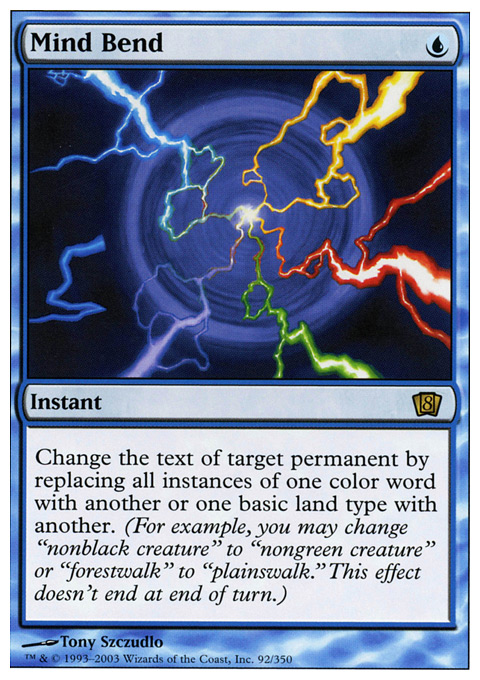 Mind Bend
Instant
8
Change the text of target permanent by
replacing all instances of one color word
with another or one basic land type with
another. (For example, you may change
“nonblack creature” to “nongreen creature”
or “forestwalk” to “plainswalk.” This effect
doesn’t end at end of turn.)
Tony Szczudlo
™ & © 1993–2003 Wizards of the Coast, Inc. 92/350